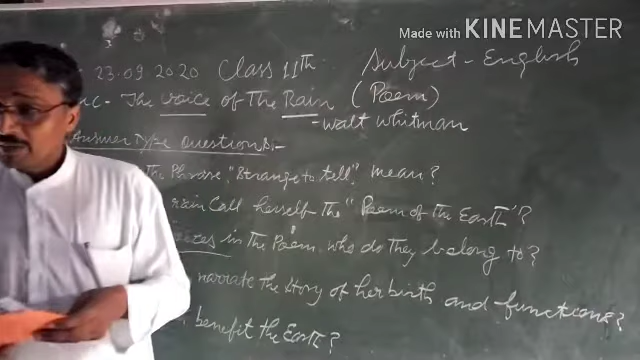 Made with KINEMASTER
23.09.2020 Class 11th. Subject - English
The voice of The Rain (Poem)
- Walt Whitman
Answer Type Questions:-
The Phrase, "Strange to tell" mean?
rain Call herself The "Poem of The Earth"?
in The Poem. who do They belong to?
narrate the Story of her birth and functions?
benefit the Earth?